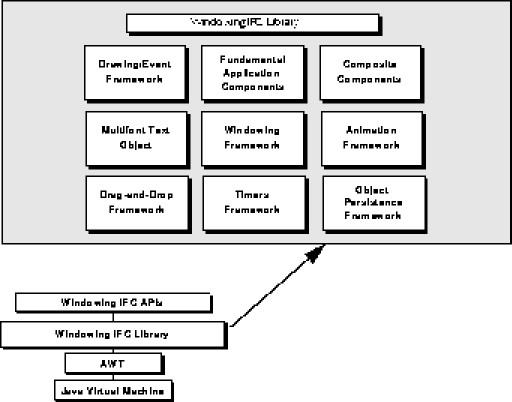 Windowing IFC Library
Drawing/Event
Framework
Fundamental
Application
Components
Composite
Components
Multifont Text
Object
Windowing
Framework
Animation
Framework
Drag-and-Drop
Framework
Timers
Framework
Object
Persistence
Framework
Windowing IFC APIs
Windowing IFC Library
AWT
Java Virtual Machine